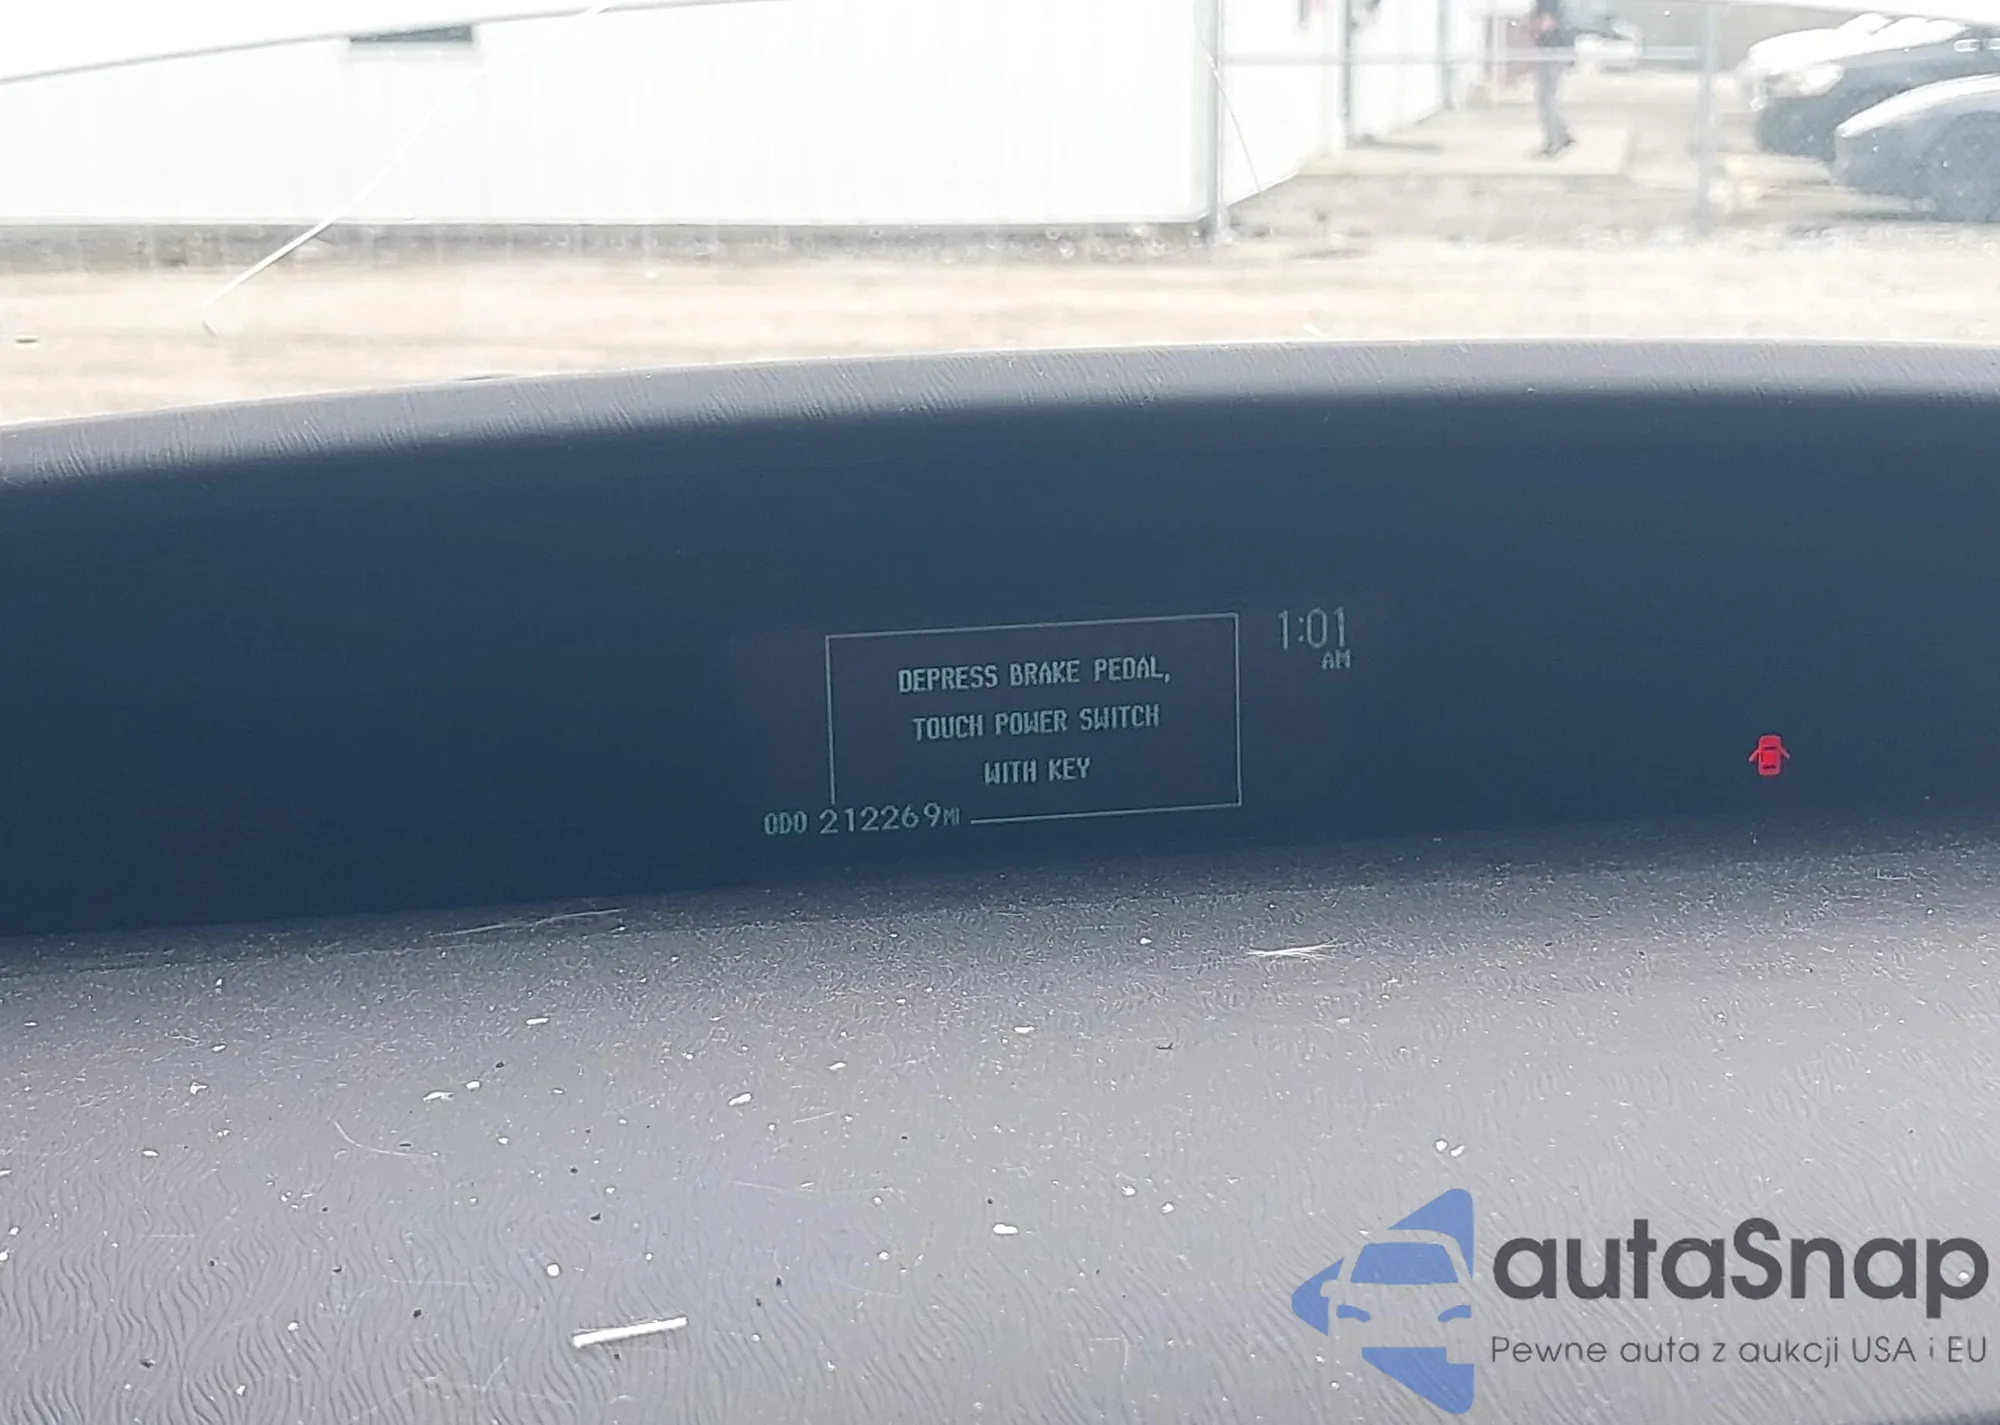 DEPRESS BRAKE PEDAL,
TOUCH POWER SWITCH
WITH KEY
1:01
AM
ODO 212269MI
autaSnap
Pewne auta z aukcji USA i EU